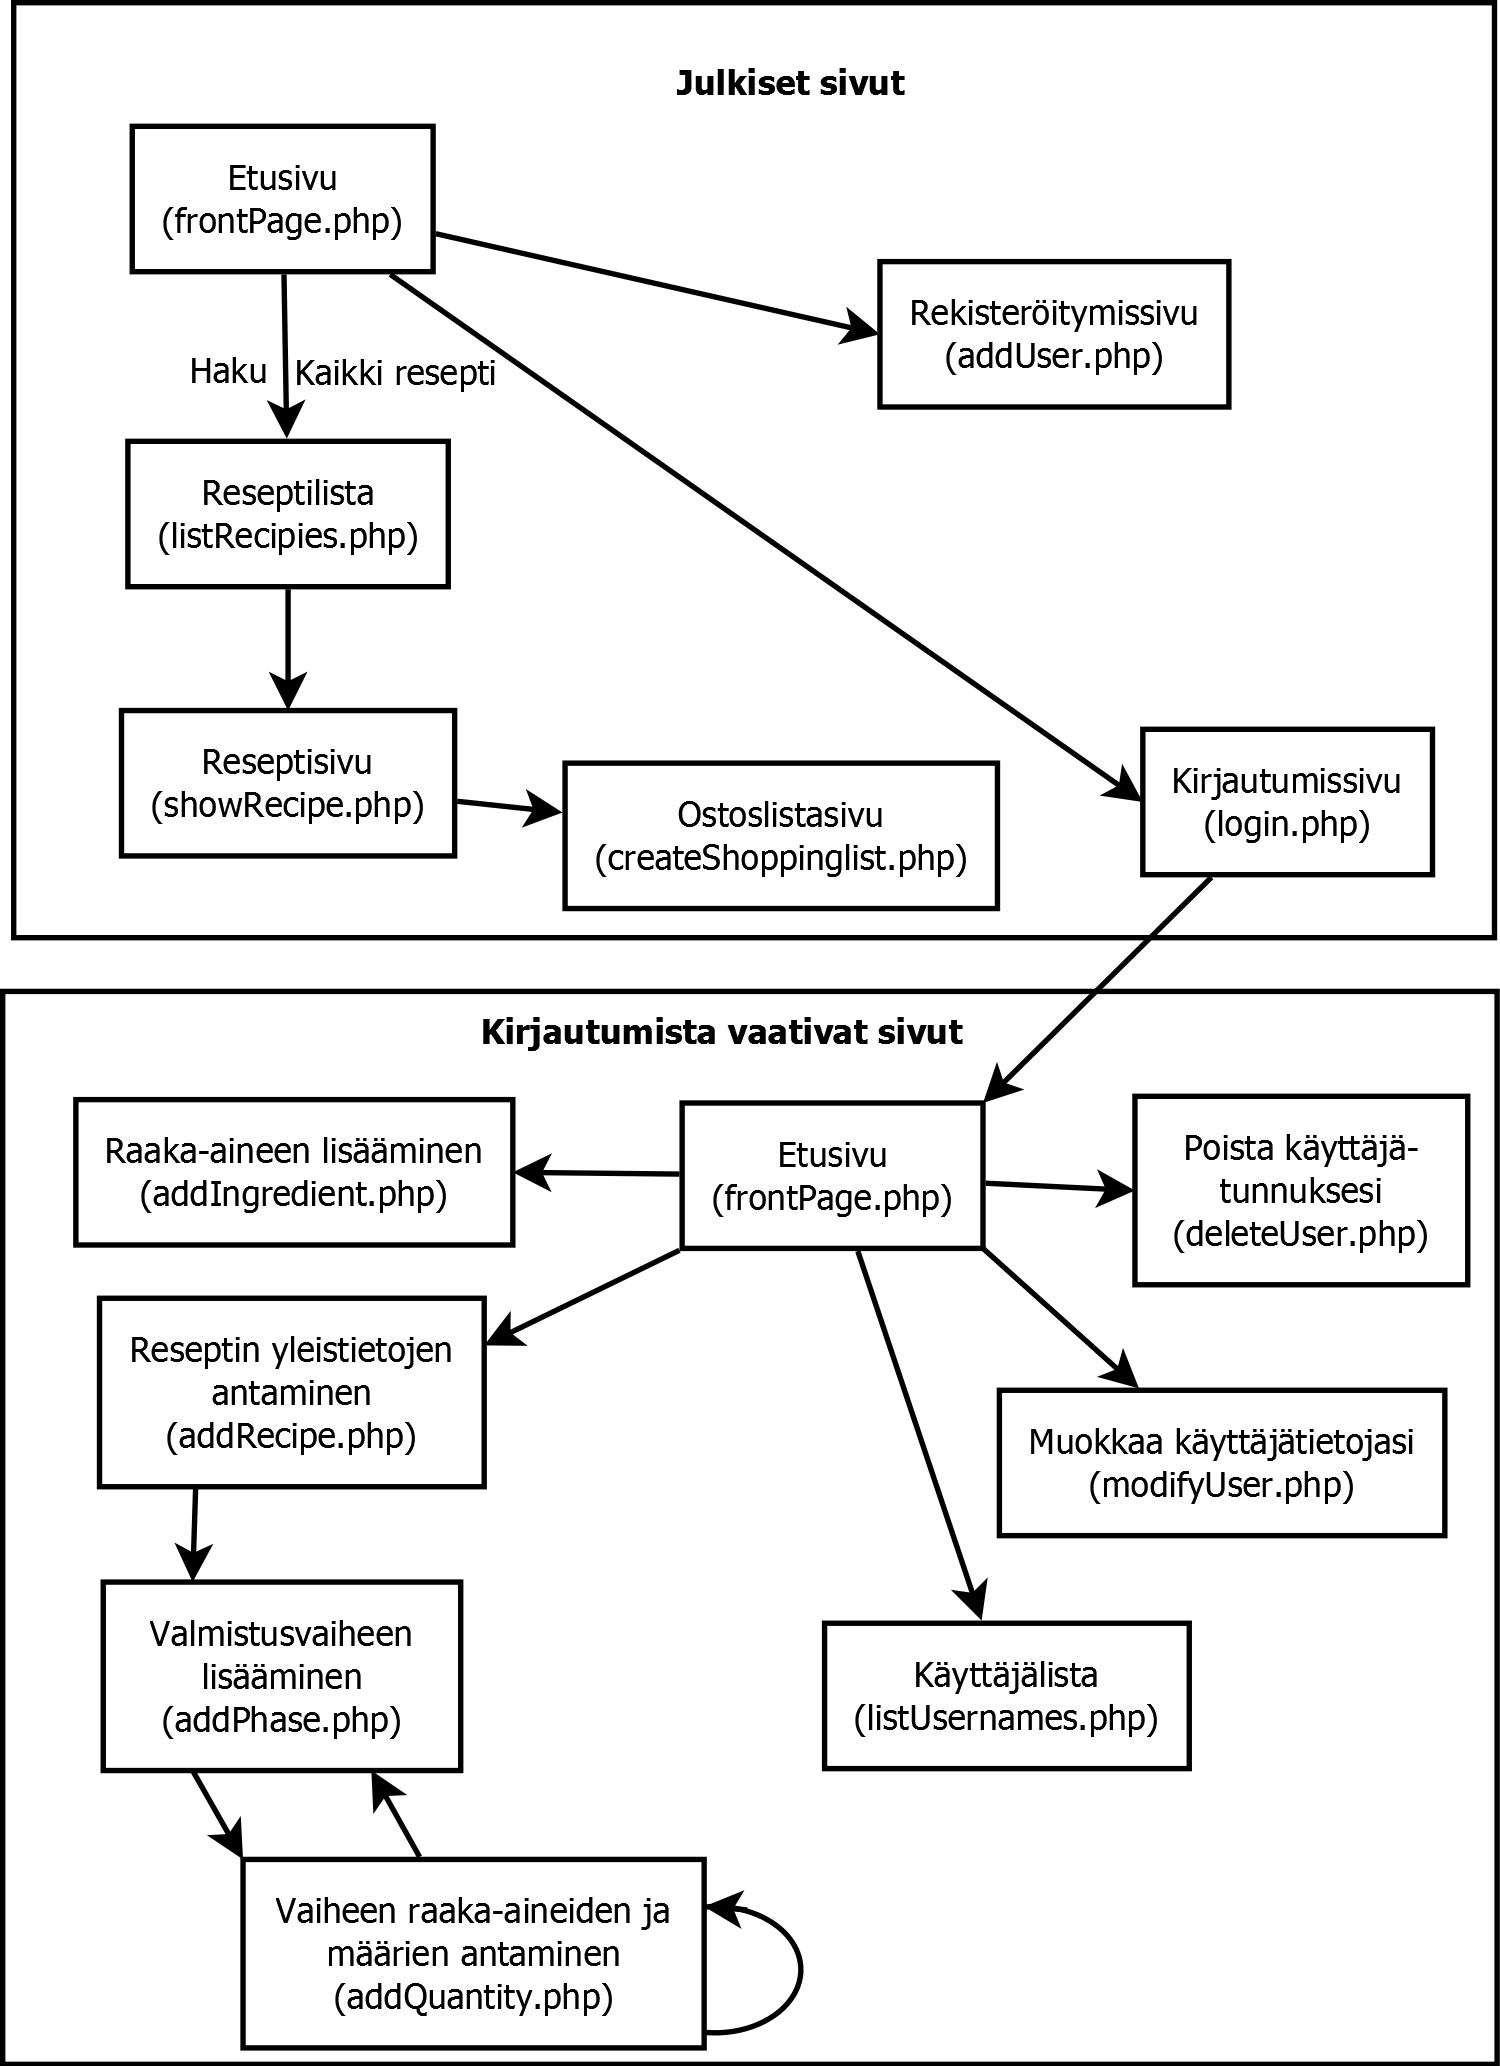 Julkiset sivut
Etusivu
(frontPage.php)
Rekisteröitymissivu
(addUser.php)
Haku
Kaikki resepti
Reseptilista
(listRecipies.php)
Reseptisivu
(showRecipe.php)
Ostoslistasivu
(createShoppinglist.php)
Kirjautumissivu
(login.php)
Kirjautumista vaativat sivut
Raaka-aineen lisääminen
(addIngredient.php)
Etusivu
(frontPage.php)
Poista käyttäjä-
tunnuksesi
(deleteUser.php)
Reseptin yleistietojen
antaminen
(addRecipe.php)
Muokkaa käyttäjätietojasi
(modifyUser.php)
Valmistusvaiheen
lisääminen
(addPhase.php)
Käyttäjälista
(listUsernames.php)
Vaiheen raaka-aineiden ja
määrien antaminen
(addQuantity.php)